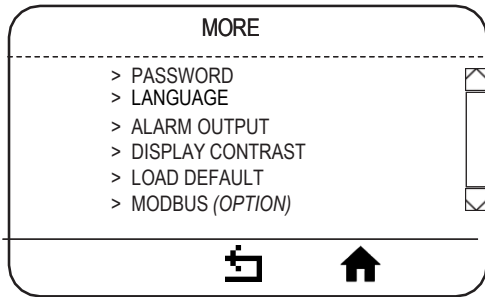 MORE
> PASSWORD
> LANGUAGE
> ALARM OUTPUT
> DISPLAY CONTRAST
> LOAD DEFAULT
> MODBUS (OPTION)